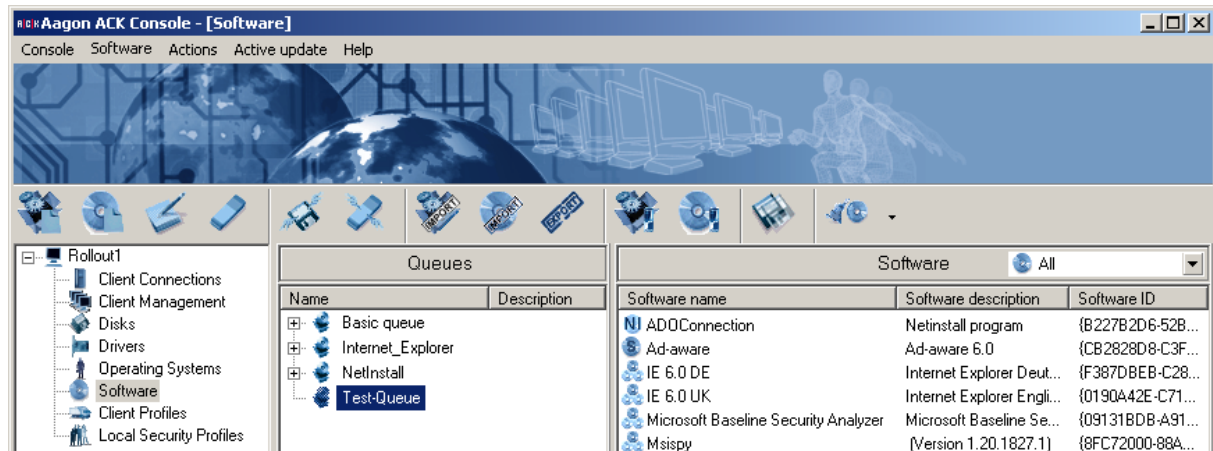 ACK Aagon ACK Console - [Software]
Console Software Actions Active update Help
IMPORT IMPORT EXPORT
Rollout1
Client Connections
Client Management
Disks
Drivers
Operating Systems
Software
Client Profiles
Local Security Profiles
Queues
Name Description
Basic queue
Internet_Explorer
NetInstall
Test-Queue
Software All
Software name Software description Software ID
NI ADOConnection Netinstall program {B227B2D6-52B...
Ad-aware Ad-aware 6.0 {CB2828D8-C3F...
IE 6.0 DE Internet Explorer Deut... {F387DBEB-C28...
IE 6.0 UK Internet Explorer Engli... {0190A42E-C71...
Microsoft Baseline Security Analyzer Microsoft Baseline Se... {09131BDB-A91...
Msispy (Version 1.20.1827.1) {8FC72000-88A...